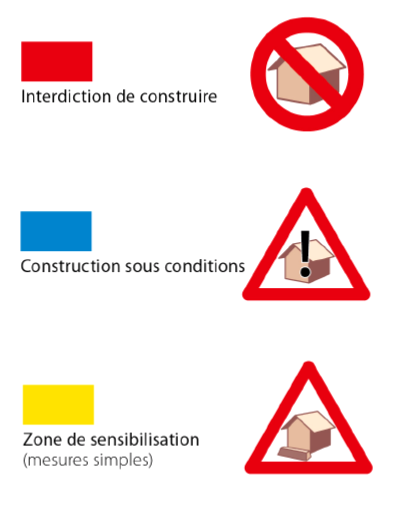 Interdiction de construire
Construction sous conditions
Zone de sensibilisation
(mesures simples)